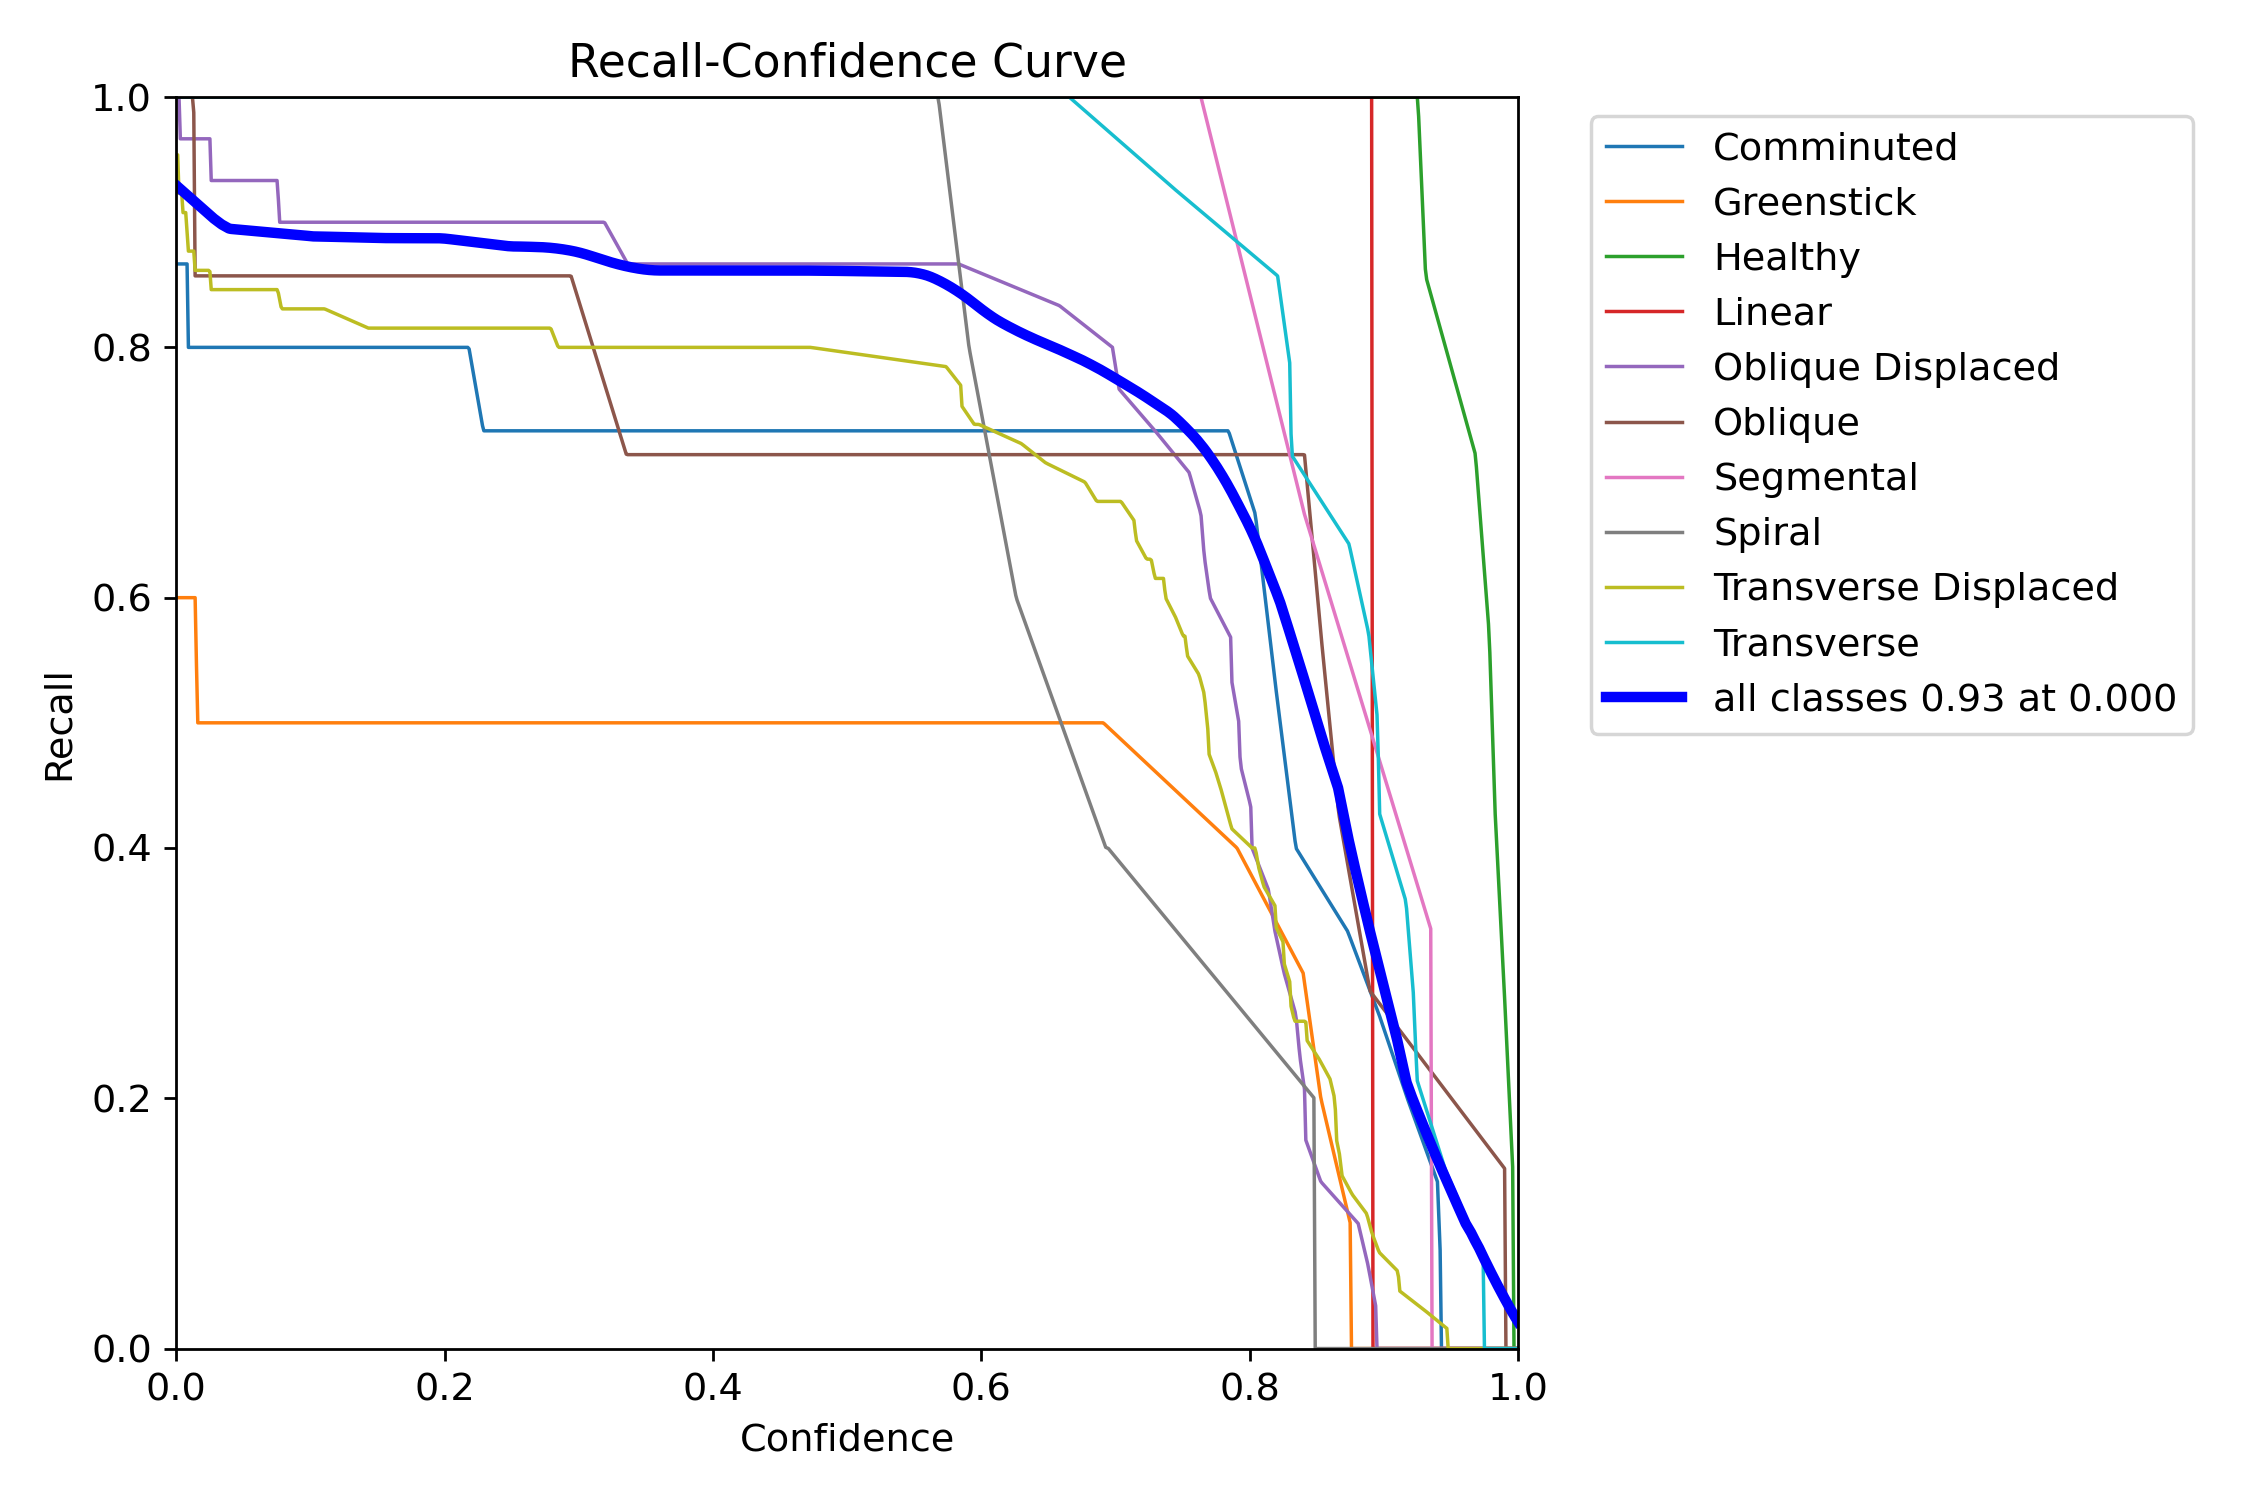 Recall-Confidence Curve
1.0
0.8
0.6
0.4
0.2
0.0
Recall
0.0 0.2 0.4 0.6 0.8 1.0
Confidence
Comminuted
Greenstick
Healthy
Linear
Oblique Displaced
Oblique
Segmental
Spiral
Transverse Displaced
Transverse
all classes 0.93 at 0.000